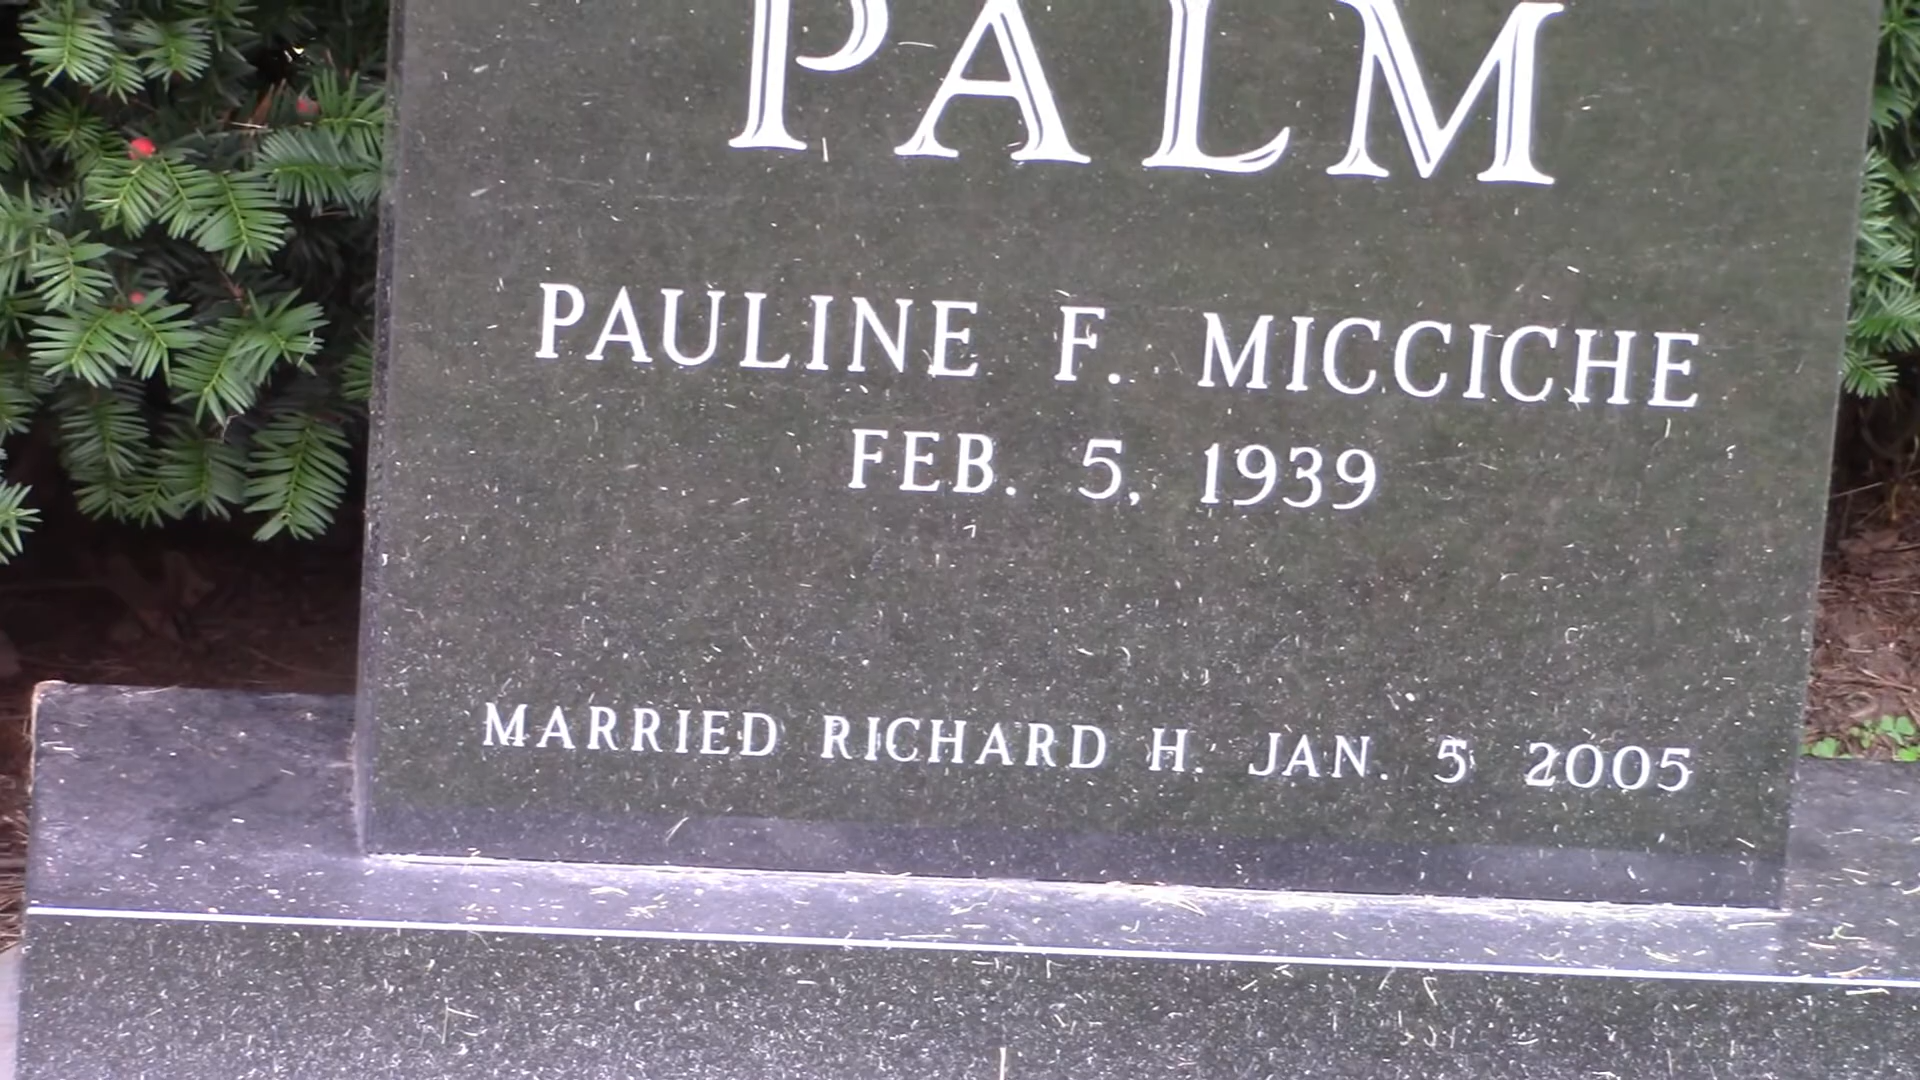 PALM
PAULINE F. MICCICHE
FEB. 5, 1939
MARRIED RICHARD H. JAN. 5 2005